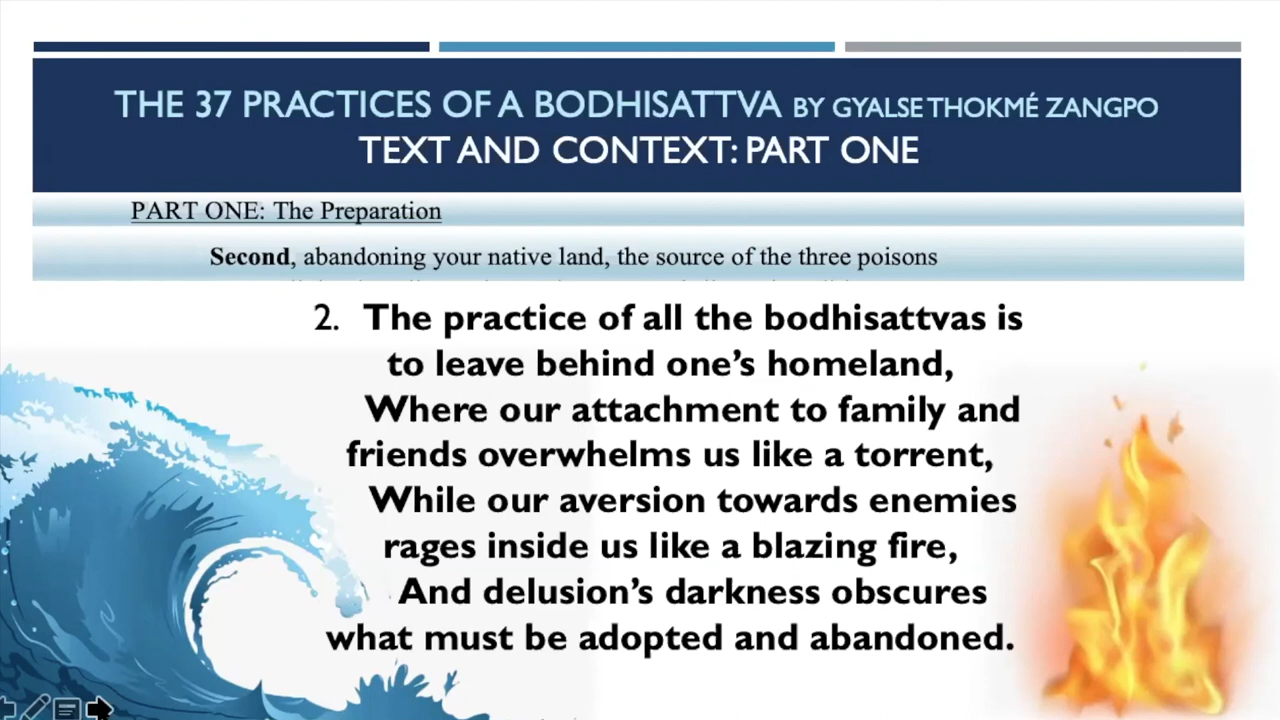 THE 37 PRACTICES OF A BODHISATTVA BY GYALSE THOKMÉ ZANGPO
TEXT AND CONTEXT: PART ONE
PART ONE: The Preparation
Second, abandoning your native land, the source of the three poisons
2. The practice of all the bodhisattvas is
to leave behind one’s homeland,
Where our attachment to family and
friends overwhelms us like a torrent,
While our aversion towards enemies
rages inside us like a blazing fire,
And delusion’s darkness obscures
what must be adopted and abandoned.